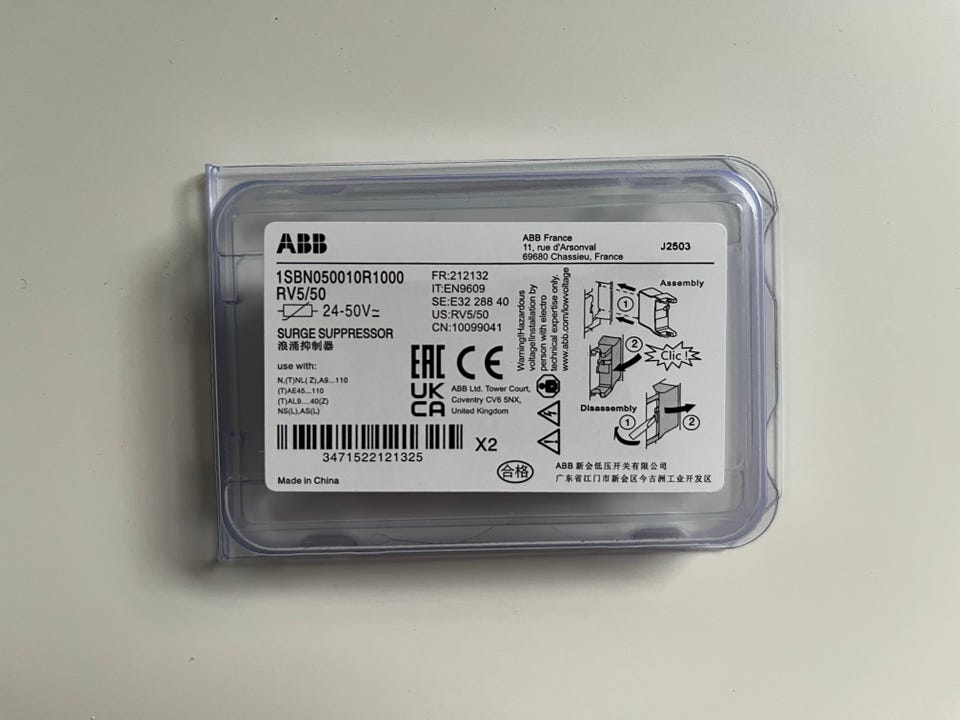 ABB
ABB France
11, rue d'Arsonval
69680 Chassieu, France
J2503
1SBN050010R1000
RV5/50
24-50V≂
SURGE SUPPRESSOR
浪涌抑制器
FR:212132
IT:EN9609
SE:E32 288 40
US:RV5/50
CN:10099041
use with:
N,(T)NL( Z),A9...110
(T)AE45...110
(T)AL9....40(Z)
NS(L),AS(L)
EAC CE
UK
CA
ABB Ltd. Tower Court,
Coventry CV6 5NX,
United Kingdom
Warning!Hazardous
voltage!Installation by
person with electro
technical expertise only.
www.abb.com/lowvoltage
Assembly
1
2
Clic !
Disassembly
1
2
3471522121325
X2
合格
Made in China
ABB 新会低压开关有限公司
广东省江门市新会区今古洲工业开发区